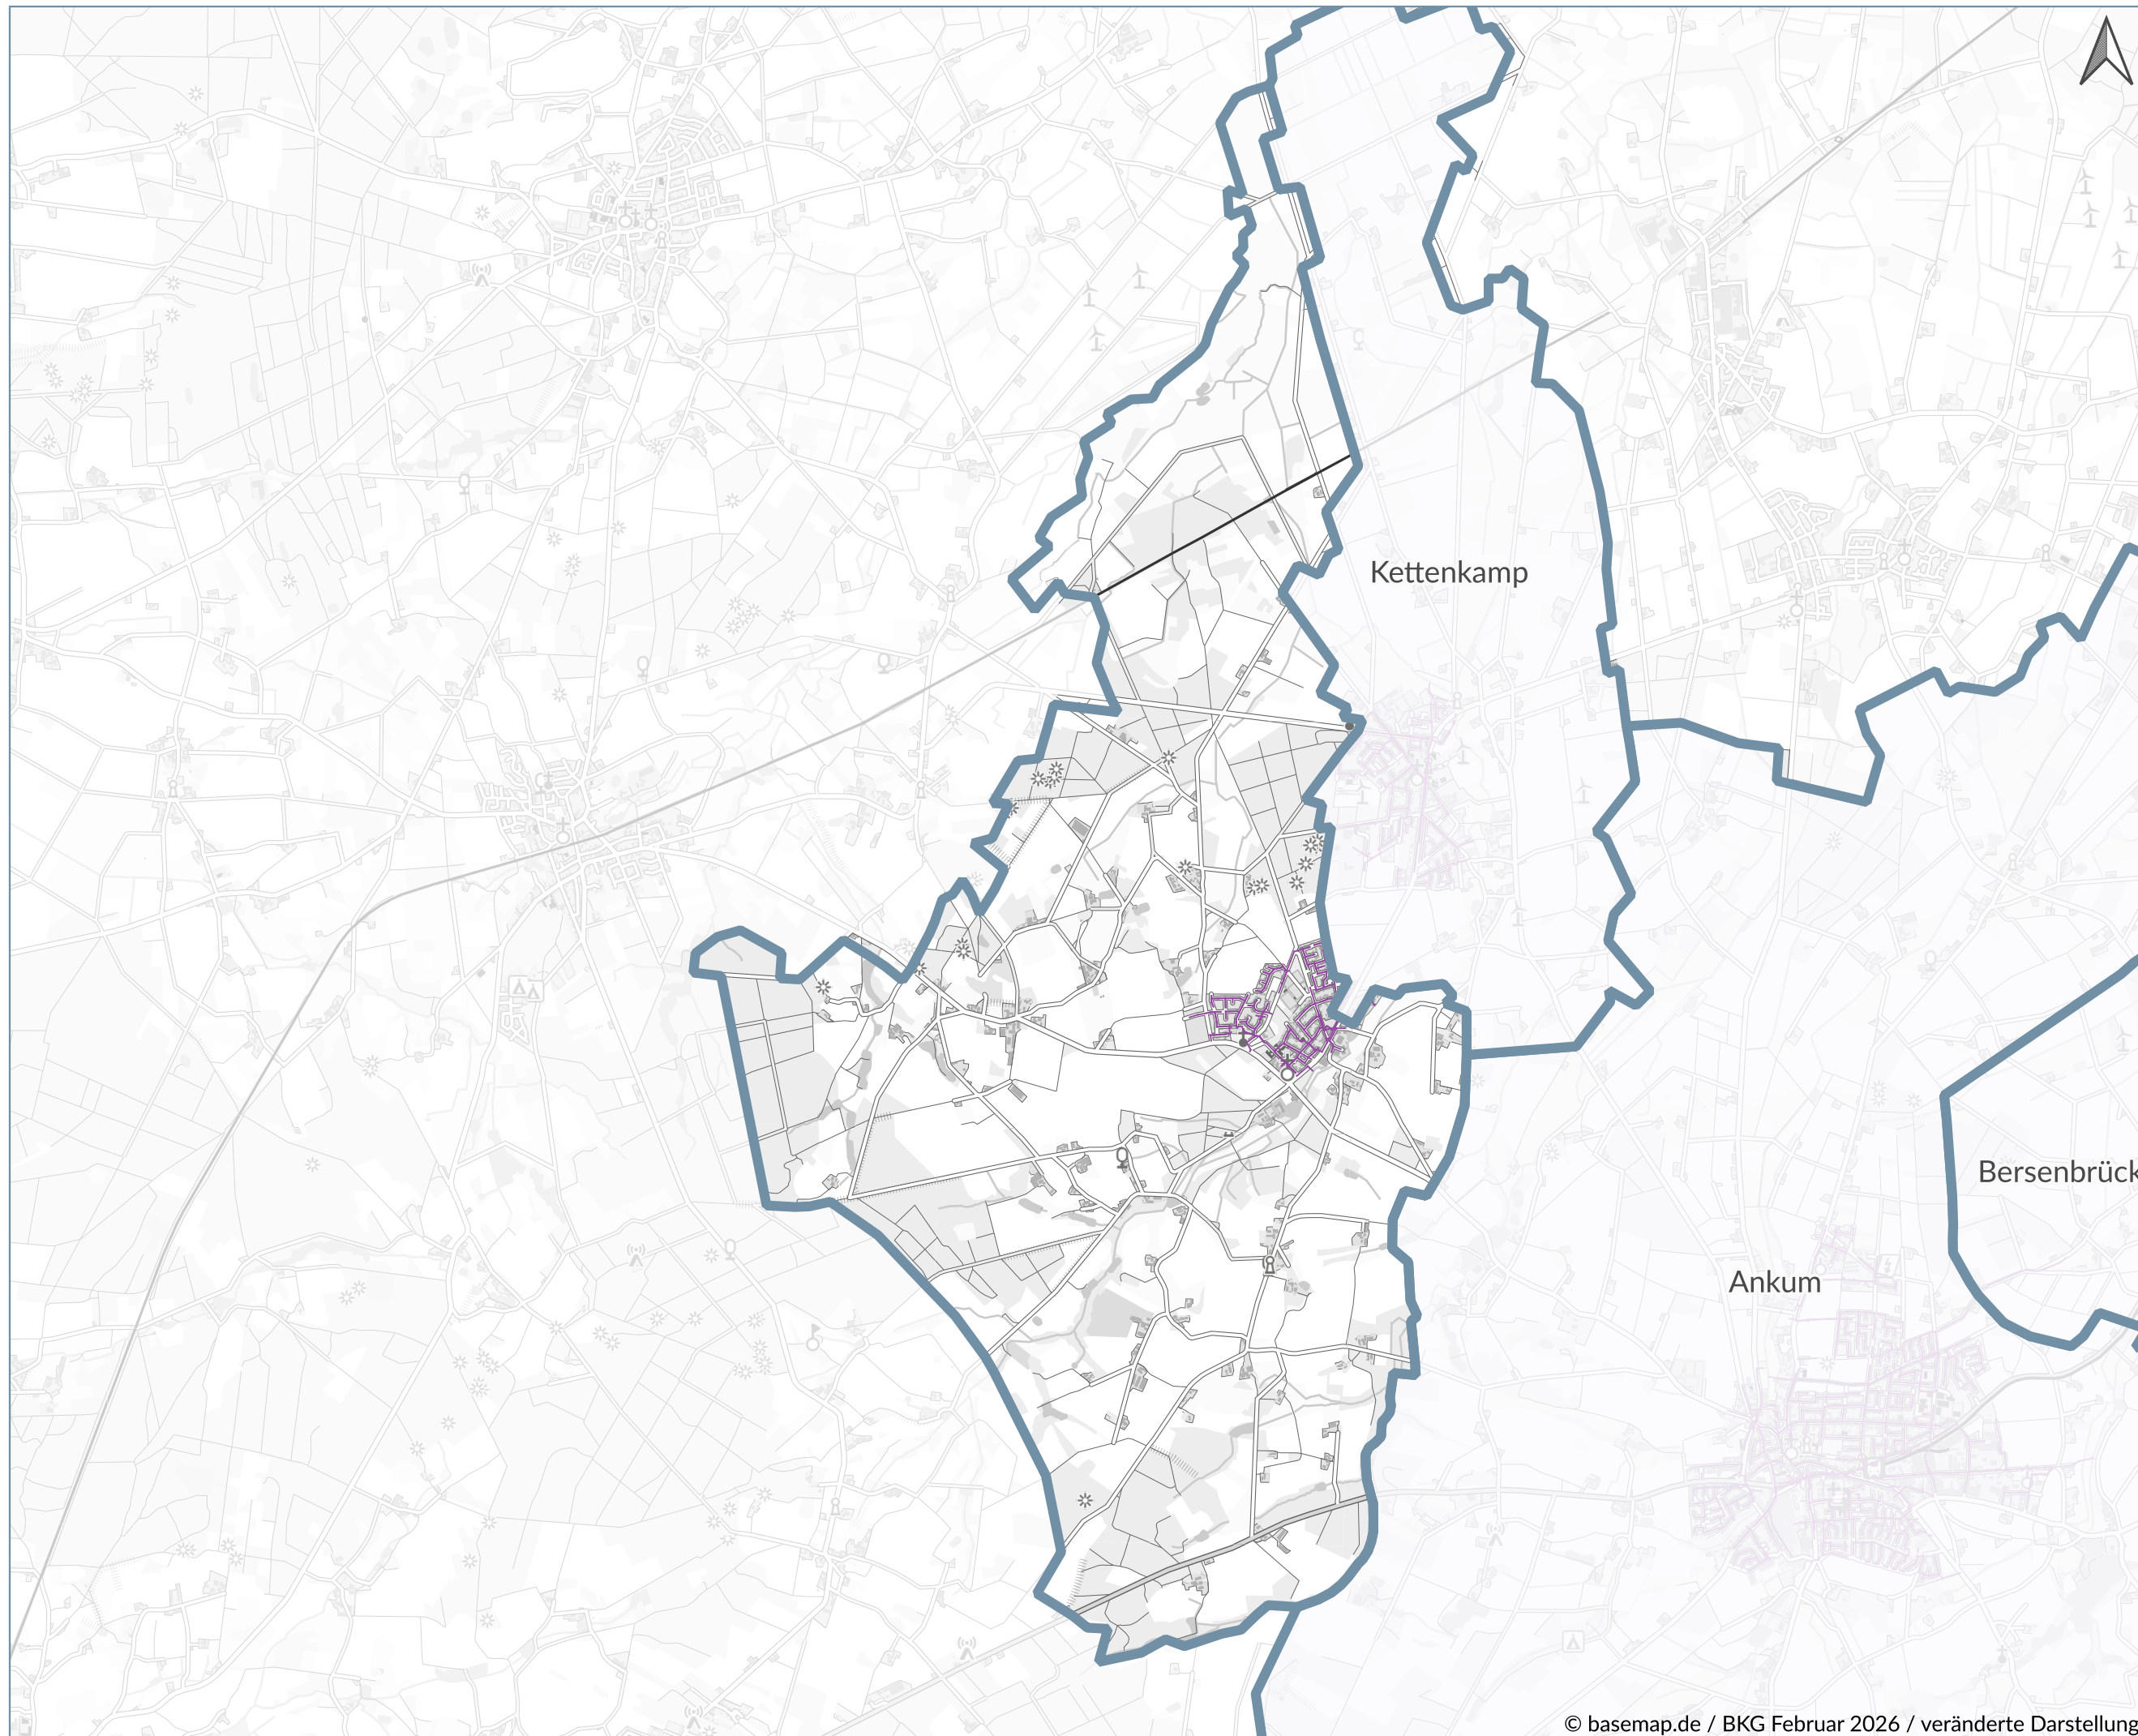 Kettenkamp
Bersenbrück
Ankum
© basemap.de / BKG Februar 2026 / veränderte Darstellung